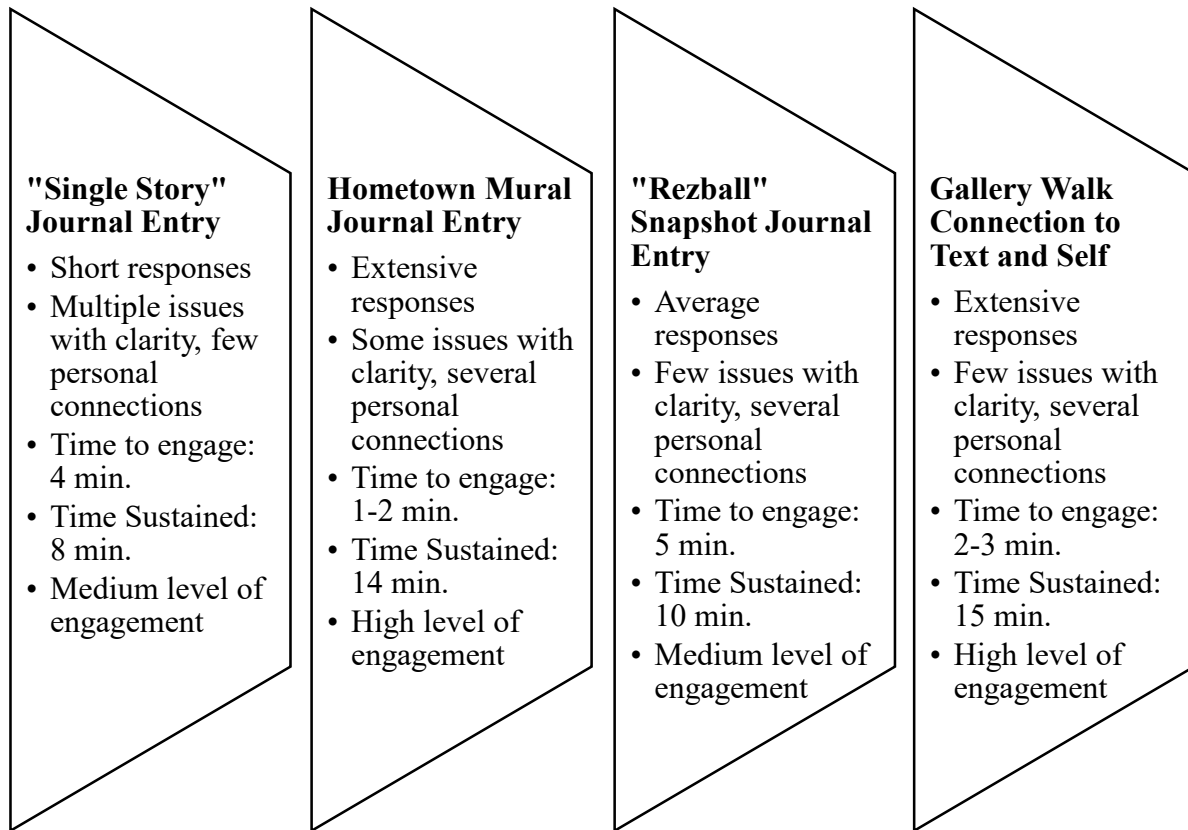 "Single Story"
Journal Entry
• Short responses
• Multiple issues
with clarity, few
personal
connections
• Time to engage:
4 min.
• Time Sustained:
8 min.
• Medium level of
engagement
Hometown Mural
Journal Entry
• Extensive
responses
• Some issues with
clarity, several
personal
connections
• Time to engage:
1-2 min.
• Time Sustained:
14 min.
• High level of
engagement
"Rezball"
Snapshot Journal
Entry
• Average
responses
• Few issues with
clarity, several
personal
connections
• Time to engage:
5 min.
• Time Sustained:
10 min.
• Medium level of
engagement
Gallery Walk
Connection to
Text and Self
• Extensive
responses
• Few issues with
clarity, several
personal
connections
• Time to engage:
2-3 min.
• Time Sustained:
15 min.
• High level of
engagement